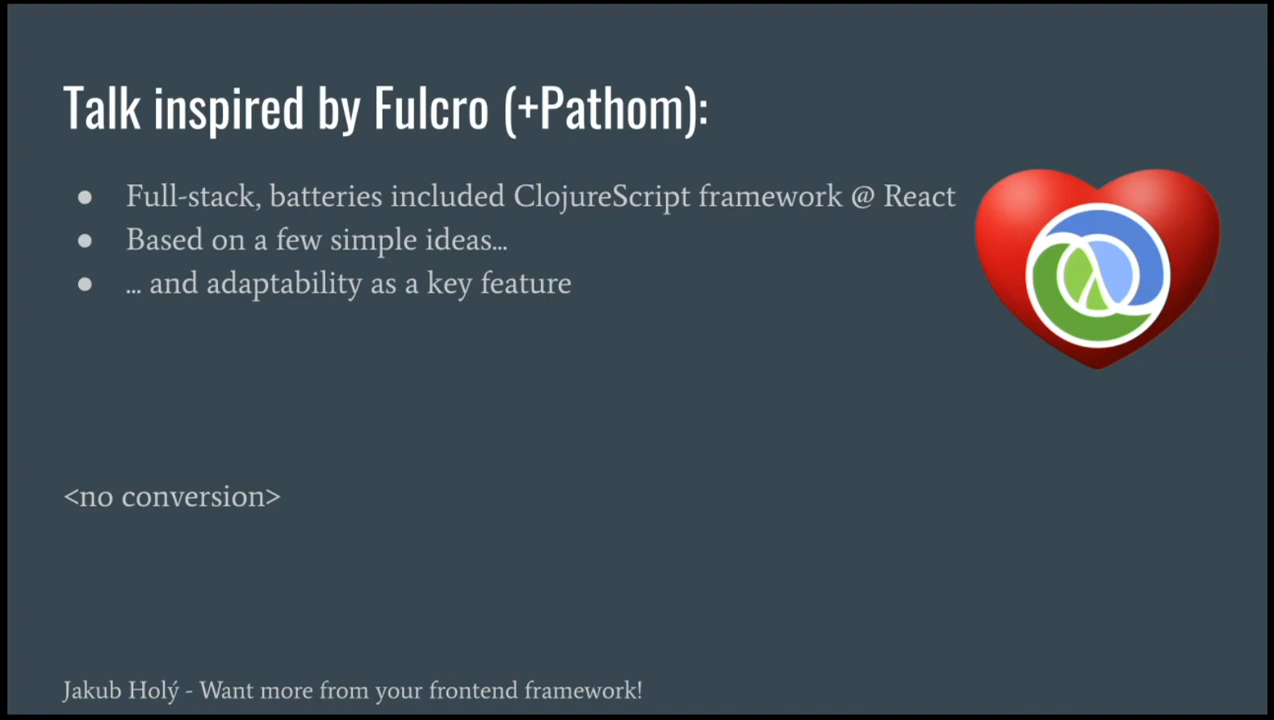 Talk inspired by Fulcro (+Pathom):
● Full-stack, batteries included ClojureScript framework @ React
● Based on a few simple ideas…
● … and adaptability as a key feature
<no conversion>
Jakub Holý - Want more from your frontend framework!